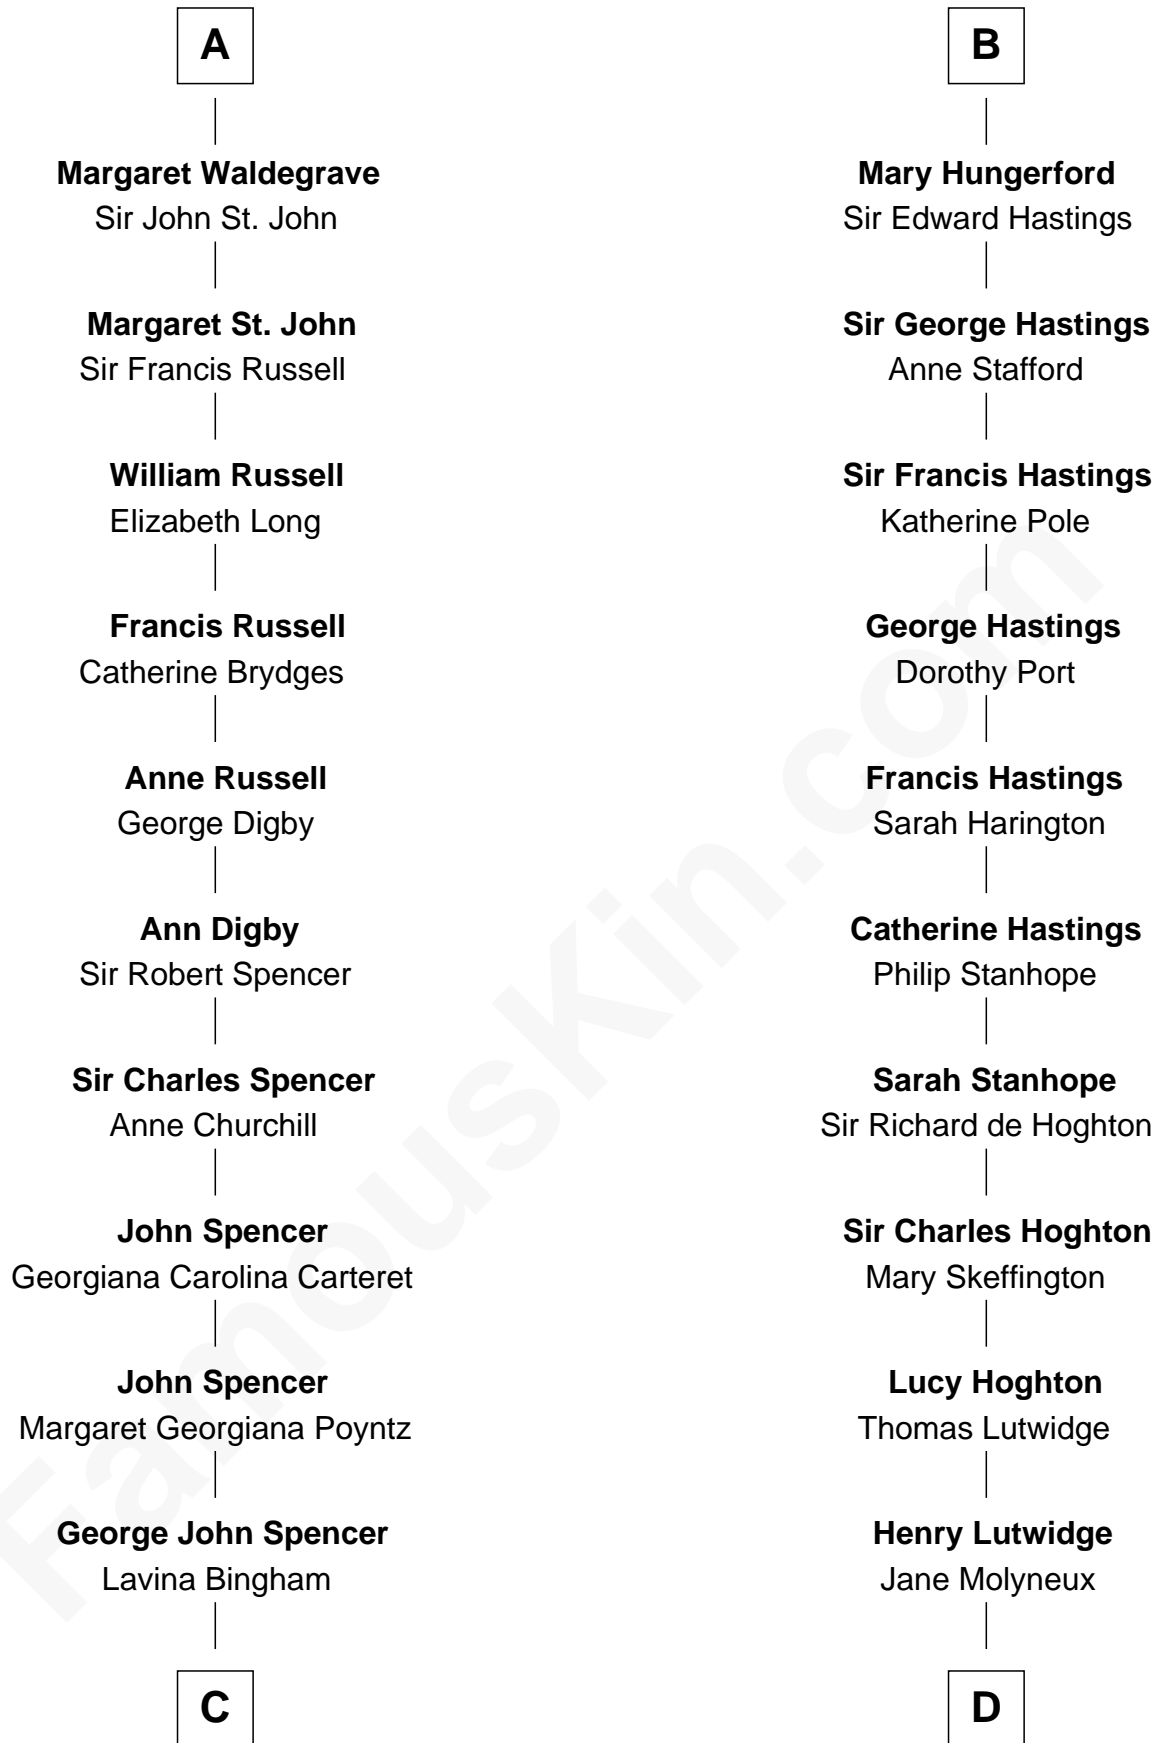 A
Margaret Waldegrave
Sir John St. John
Margaret St. John
Sir Francis Russell
William Russell
Elizabeth Long
Francis Russell
Catherine Brydges
Anne Russell
George Digby
Ann Digby
Sir Robert Spencer
Sir Charles Spencer
Anne Churchill
John Spencer
Georgiana Carolina Carteret
John Spencer
Margaret Georgiana Poyntz
George John Spencer
Lavina Bingham
C
B
Mary Hungerford
Sir Edward Hastings
Sir George Hastings
Anne Stafford
Sir Francis Hastings
Katherine Pole
George Hastings
Dorothy Port
Francis Hastings
Sarah Harington
Catherine Hastings
Philip Stanhope
Sarah Stanhope
Sir Richard de Hoghton
Sir Charles Hoghton
Mary Skeffington
Lucy Hoghton
Thomas Lutwidge
Henry Lutwidge
Jane Molyneux
D
FamousKin.com